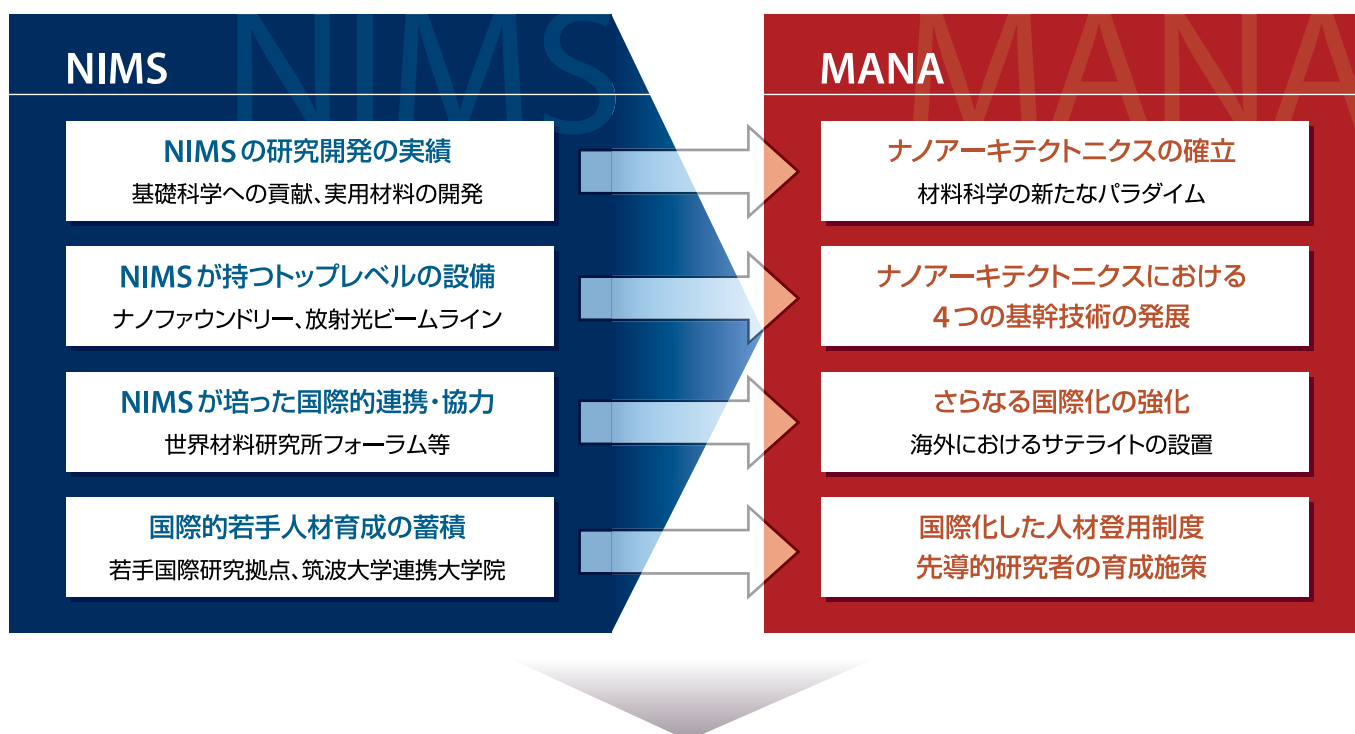 NIMS
NIMS
NIMSの研究開発の実績
基礎科学への貢献、実用材料の開発
NIMSが持つトップレベルの設備
ナノファウンドリー、放射光ビームライン
NIMSが培った国際的連携・協力
世界材料研究所フォーラム等
国際的若手人材育成の蓄積
若手国際研究拠点、筑波大学連携大学院
MANA
MANA
ナノアーキテクトニクスの確立
材料科学の新たなパラダイム
ナノアーキテクトニクスにおける
4つの基幹技術の発展
さらなる国際化の強化
海外におけるサテライトの設置
国際化した人材登用制度
先導的研究者の育成施策